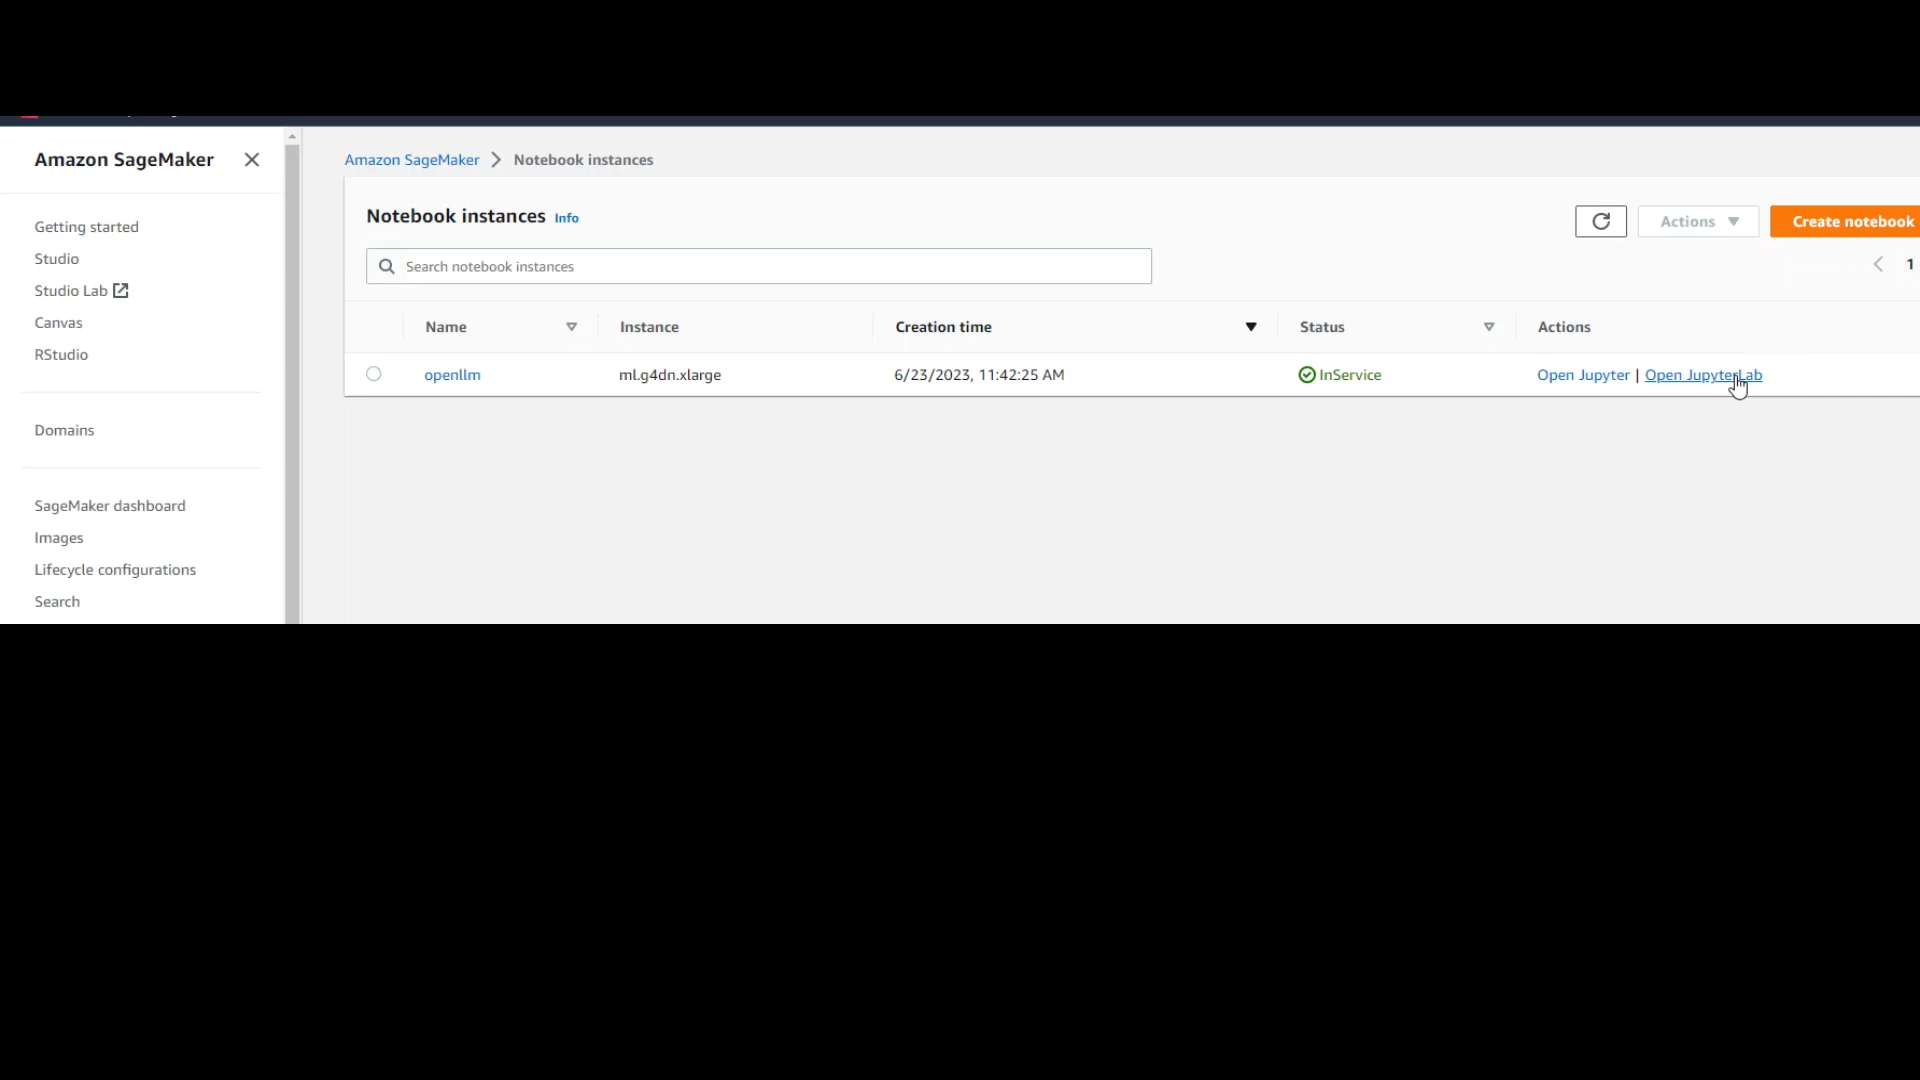 Amazon SageMaker
Getting started
Studio
Studio Lab
Canvas
RStudio
Domains
SageMaker dashboard
Images
Lifecycle configurations
Search
Amazon SageMaker > Notebook instances
Notebook instances Info
Actions
Create notebook
Search notebook instances
1
Name Instance Creation time Status Actions
openllm ml.g4dn.xlarge 6/23/2023, 11:42:25 AM InService Open Jupyter | Open JupyterLab